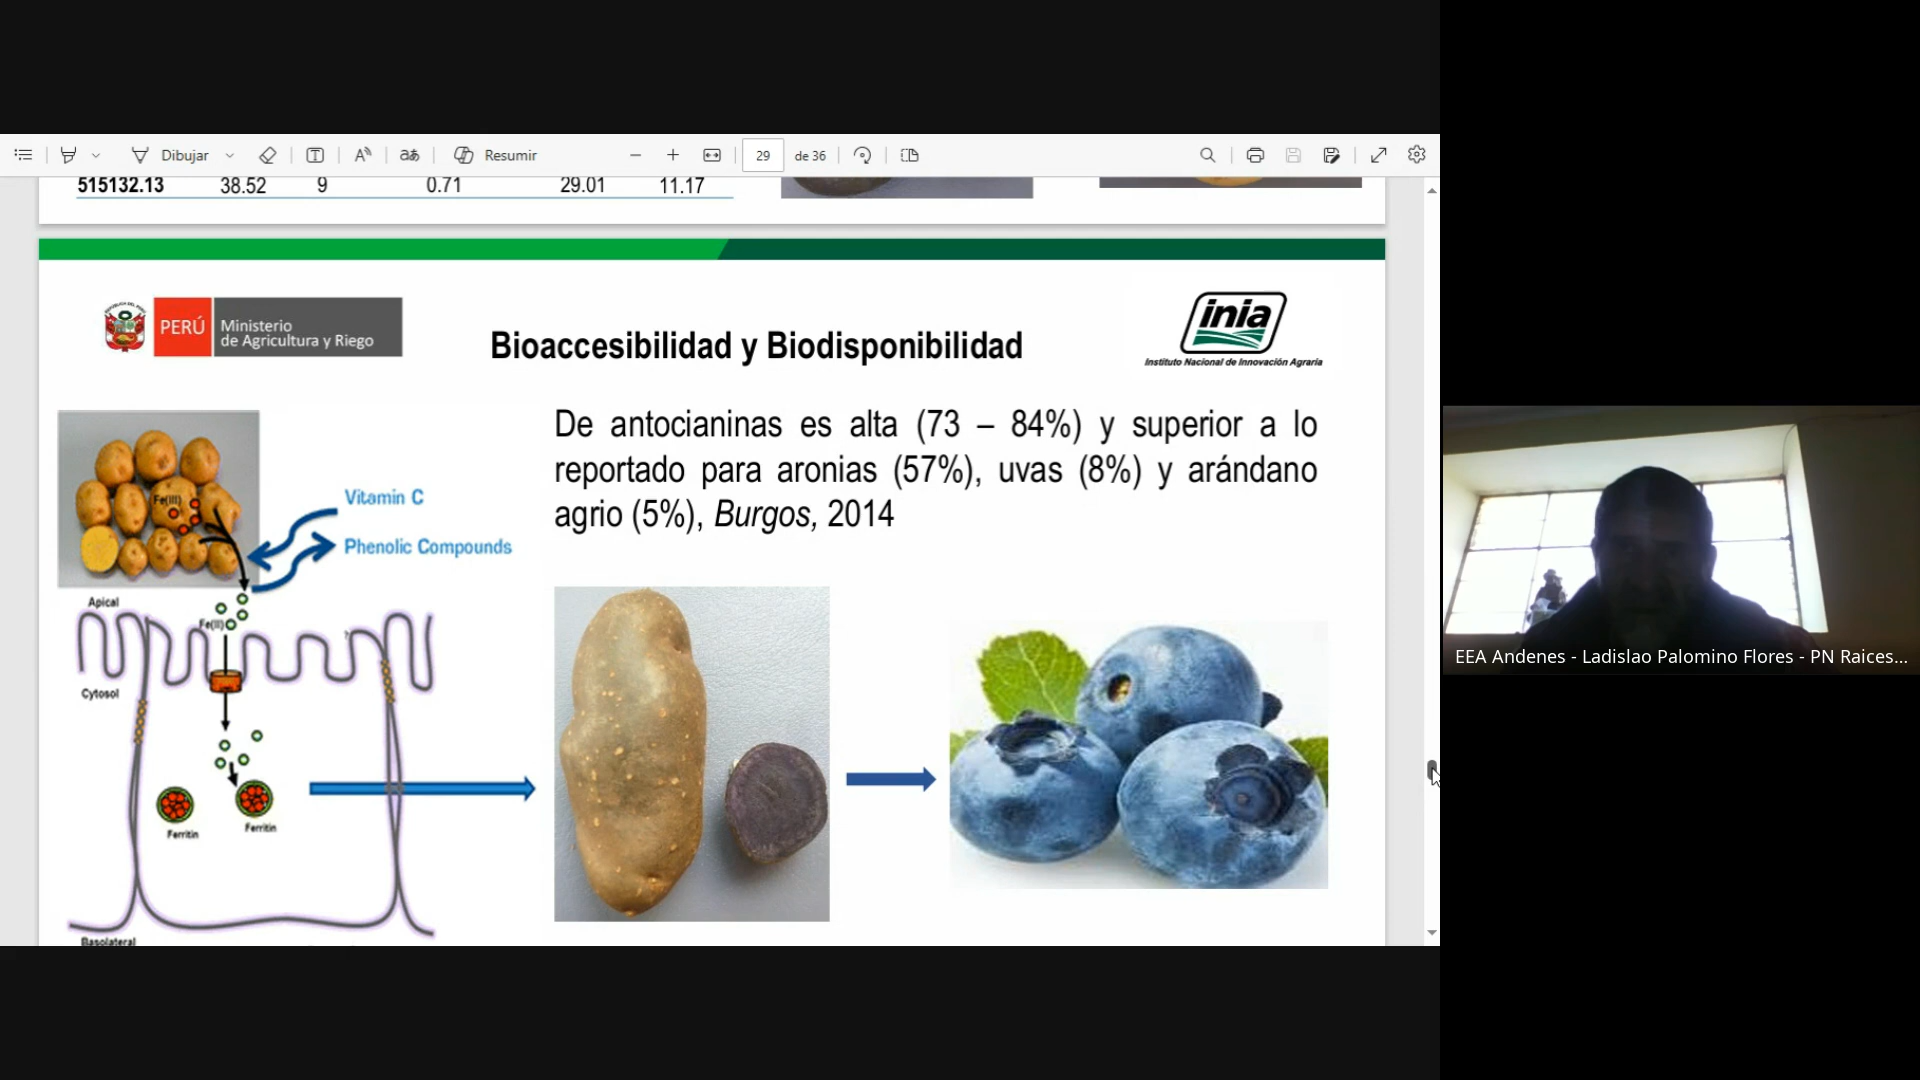 Dibujar
Resumir
29 de 36
515132.13 38.52 9 0.71 29.01 11.17
PERÚ
Ministerio
de Agricultura y Riego
Bioaccesibilidad y Biodisponibilidad
inia
Instituto Nacional de Innovación Agraria
De antocianinas es alta (73 – 84%) y superior a lo
reportado para aronias (57%), uvas (8%) y arándano
agrio (5%), Burgos, 2014
Fe(III)
Vitamin C
Phenolic Compounds
Apical
Fe(II)
Cytosol
Ferritin
Ferritin
Basolateral
EEA Andenes - Ladislao Palomino Flores - PN Raices...